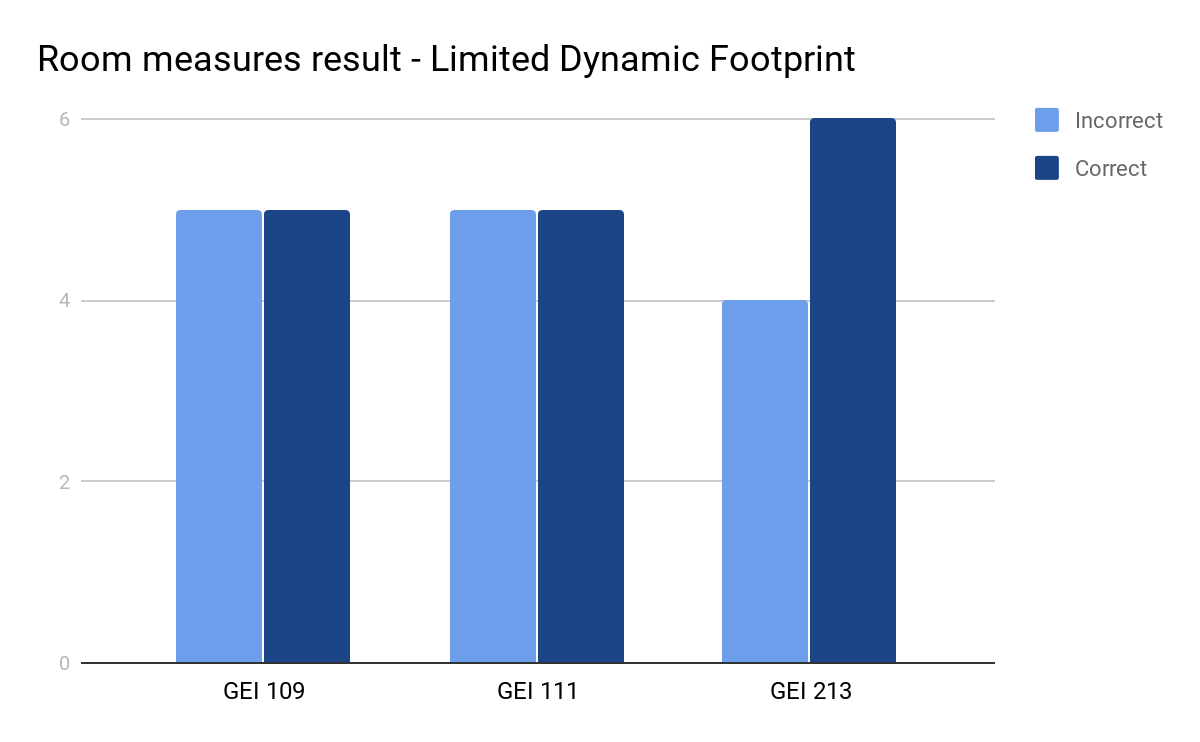 Room measures result - Limited Dynamic Footprint
6
4
2
0
Incorrect
Correct
GEI 109
GEI 111
GEI 213